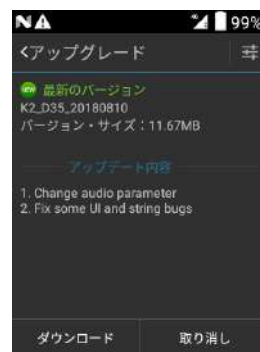 99%
<アップグレード
NEW 最新のバージョン
K2_D35_20180810
バージョン・サイズ：11.67MB
アップデート内容
1. Change audio parameter
2. Fix some UI and string bugs
ダウンロード 取り消し